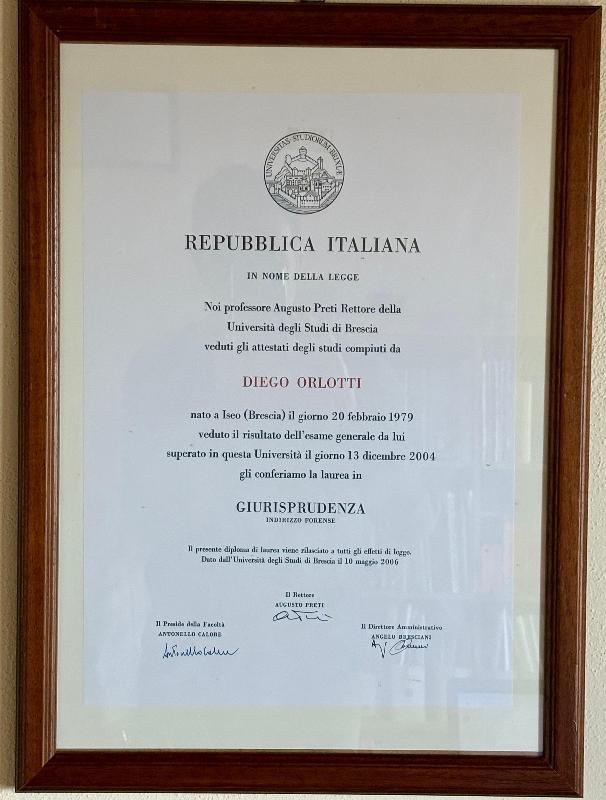 UNIVERSITAS · STUDIORUM · BRIXIAE
REPUBBLICA ITALIANA
IN NOME DELLA LEGGE
Noi professore Augusto Preti Rettore della
Università degli Studi di Brescia
veduti gli attestati degli studi compiuti da
DIEGO ORLOTTI
nato a Iseo (Brescia) il giorno 20 febbraio 1979
veduto il risultato dell'esame generale da lui
superato in questa Università il giorno 13 dicembre 2004
gli conferiamo la laurea in
GIURISPRUDENZA
INDIRIZZO FORENSE
Il presente diploma di laurea viene rilasciato a tutti gli effetti di legge.
Dato dall'Università degli Studi di Brescia il 10 maggio 2006
Il Rettore
AUGUSTO PRETI
Il Preside della Facoltà
ANTONELLO CALORE
Antonello Calore
Il Direttore Amministrativo
ANGELO BRESCIANI